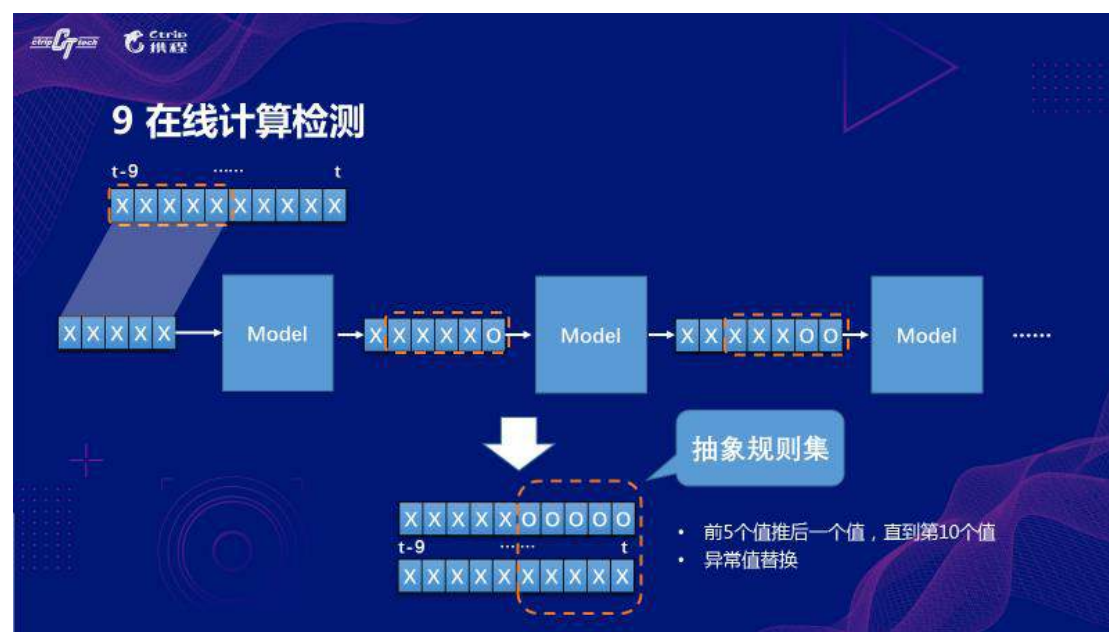 ctrip tech Ctrip
携程
9 在线计算检测
t-9 …… t
X X X X X X X X X X
X X X X X Model X X X X X O Model X X X X X O O Model ……
抽象规则集
X X X X X O O O O O
t-9 …… t
X X X X X X X X X X
• 前5个值推后一个值，直到第10个值
• 异常值替换